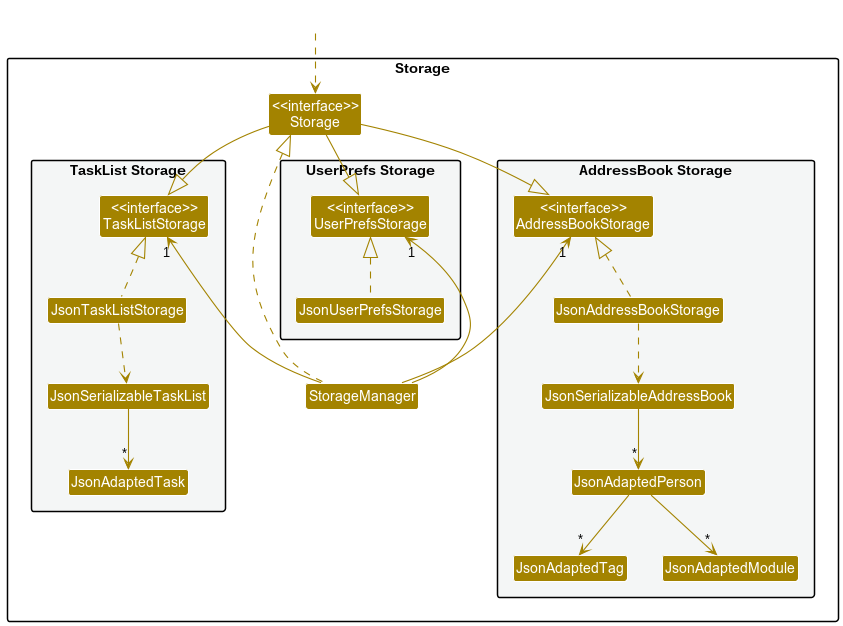 Storage
<<interface>>
Storage
TaskList Storage
UserPrefs Storage
AddressBook Storage
<<interface>>
TaskListStorage
<<interface>>
UserPrefsStorage
<<interface>>
AddressBookStorage
1
1
1
JsonTaskListStorage
JsonUserPrefsStorage
JsonAddressBookStorage
JsonSerializableTaskList
StorageManager
JsonSerializableAddressBook
*
*
JsonAdaptedTask
JsonAdaptedPerson
*
*
JsonAdaptedTag
JsonAdaptedModule